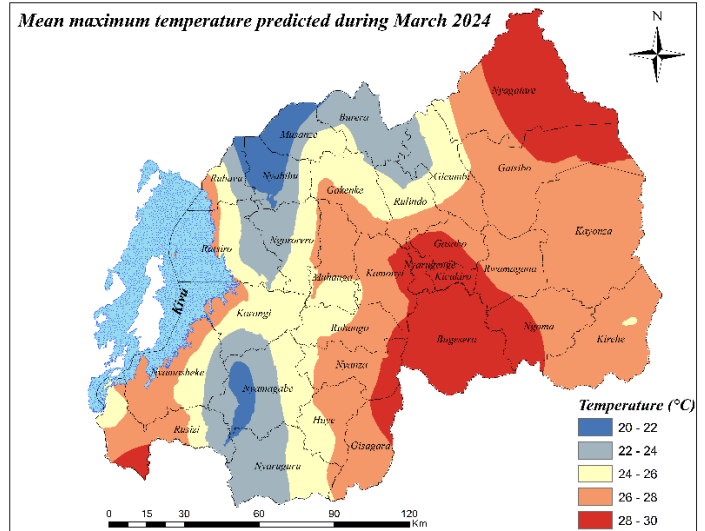 Mean maximum temperature predicted during March 2024
N
Nyagatare
Burera
Musanze
Nyabihu
Rubavu
Gicumbi
Gatsibo
Gakenke
Rulindo
Kayonza
Ngororero
Rutsiro
Gasabo
Nyarugenge
Kicukiro
Rwamagana
Muhanga
Kamonyi
Kivu
Karongi
Ruhango
Bugesera
Ngoma
Kirehe
Nyanza
Nyamasheke
Nyamagabe
Huye
Rusizi
Gisagara
Nyaruguru
Temperature (°C)
20 - 22
22 - 24
24 - 26
26 - 28
28 - 30
0 15 30 60 90 120
Km